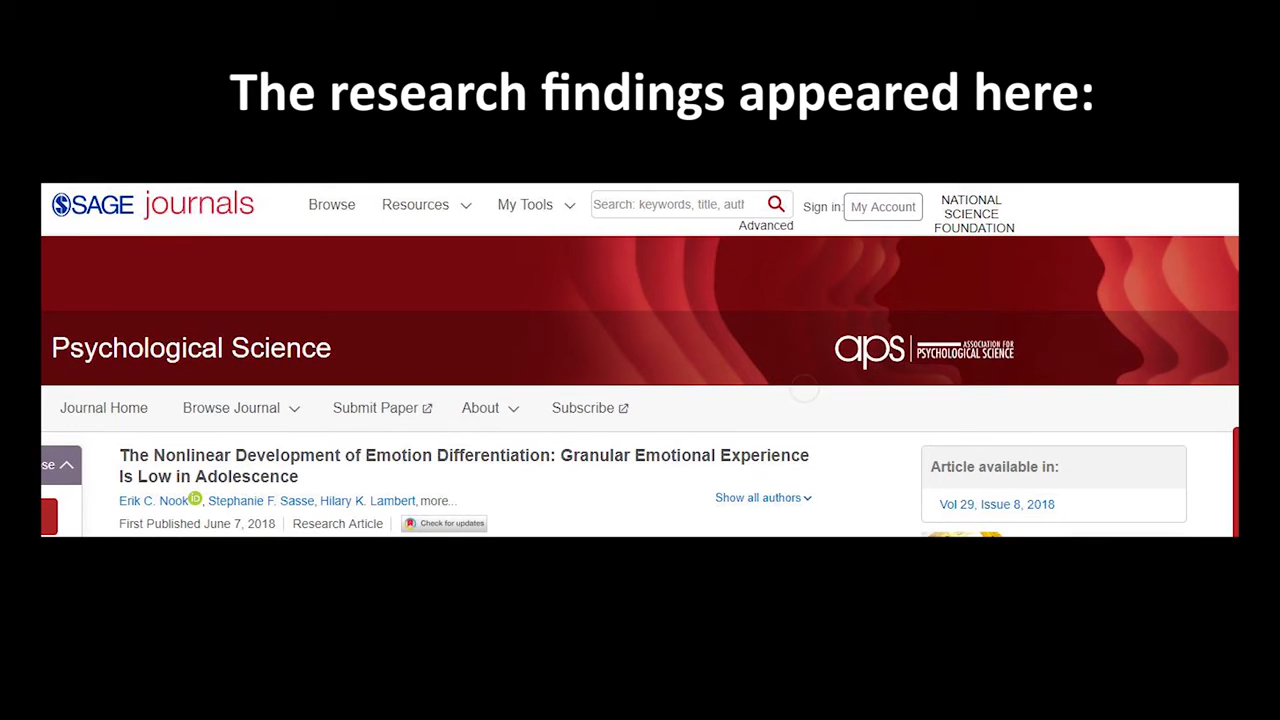 The research findings appeared here:
SAGE journals
Browse
Resources
My Tools
Search: keywords, title, auth
Advanced
Sign in:
My Account
NATIONAL
SCIENCE
FOUNDATION
Psychological Science
aps
ASSOCIATION FOR
PSYCHOLOGICAL SCIENCE
Journal Home
Browse Journal
Submit Paper
About
Subscribe
se
The Nonlinear Development of Emotion Differentiation: Granular Emotional Experience
Is Low in Adolescence
Erik C. Nook iD, Stephanie F. Sasse, Hilary K. Lambert, more...
Show all authors
First Published June 7, 2018 | Research Article |
Check for updates
Article available in:
Vol 29, Issue 8, 2018